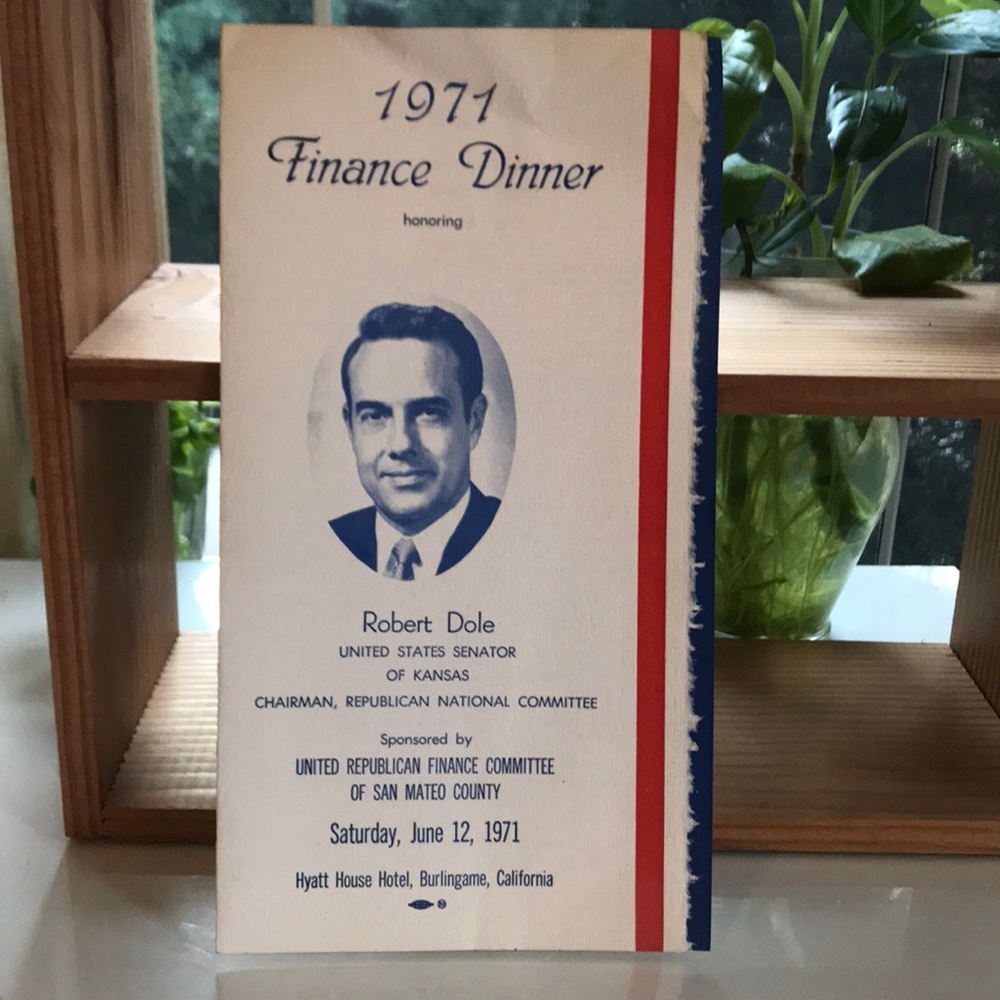 1971
Finance Dinner
honoring
Robert Dole
UNITED STATES SENATOR
OF KANSAS
CHAIRMAN, REPUBLICAN NATIONAL COMMITTEE
Sponsored by
UNITED REPUBLICAN FINANCE COMMITTEE
OF SAN MATEO COUNTY
Saturday, June 12, 1971
Hyatt House Hotel, Burlingame, California